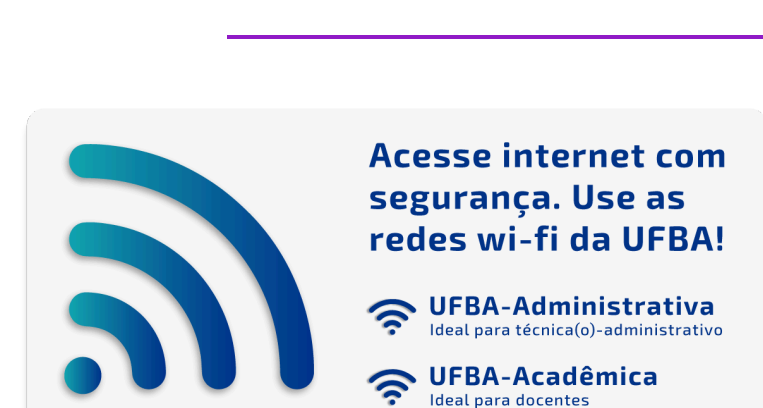 Acesse internet com
segurança. Use as
redes wi-fi da UFBA!
UFBA-Administrativa
Ideal para técnica(o)-administrativo
UFBA-Acadêmica
Ideal para docentes